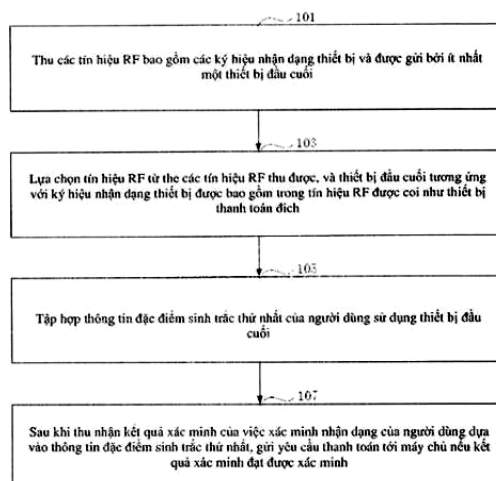 101
Thu các tín hiệu RF bao gồm các ký hiệu nhận dạng thiết bị và được gửi bởi ít nhất
một thiết bị đầu cuối
103
Lựa chọn tín hiệu RF từ the các tín hiệu RF thu được, và thiết bị đầu cuối tương ứng
với ký hiệu nhận dạng thiết bị được bao gồm trong tín hiệu RF được coi như thiết bị
thanh toán đích
105
Tập hợp thông tin đặc điểm sinh trắc thứ nhất của người dùng sử dụng thiết bị đầu
cuối
107
Sau khi thu nhận kết quả xác minh của việc xác minh nhận dạng của người dùng dựa
vào thông tin đặc điểm sinh trắc thứ nhất, gửi yêu cầu thanh toán tới máy chủ nếu kết
quả xác minh đạt được xác minh